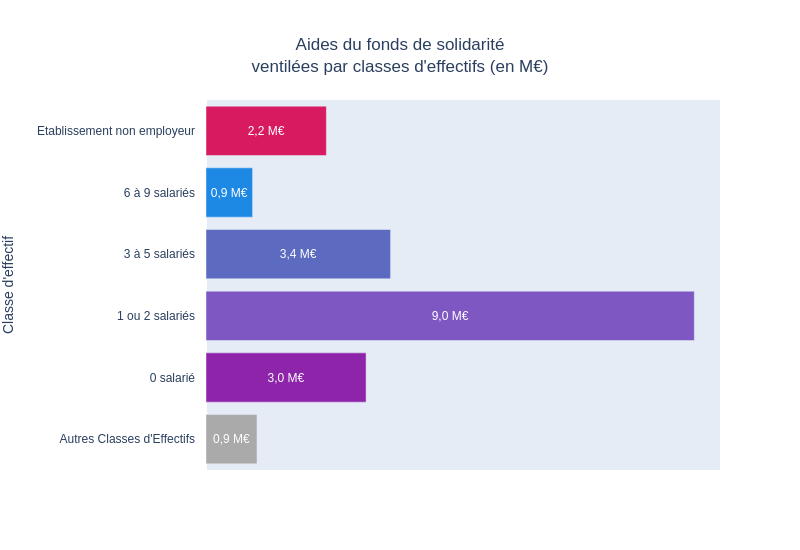 Aides du fonds de solidarité
ventilées par classes d'effectifs (en M€)
Classe d'effectif
Etablissement non employeur
2,2 M€
6 à 9 salariés
0,9 M€
3 à 5 salariés
3,4 M€
1 ou 2 salariés
9,0 M€
0 salarié
3,0 M€
Autres Classes d'Effectifs
0,9 M€